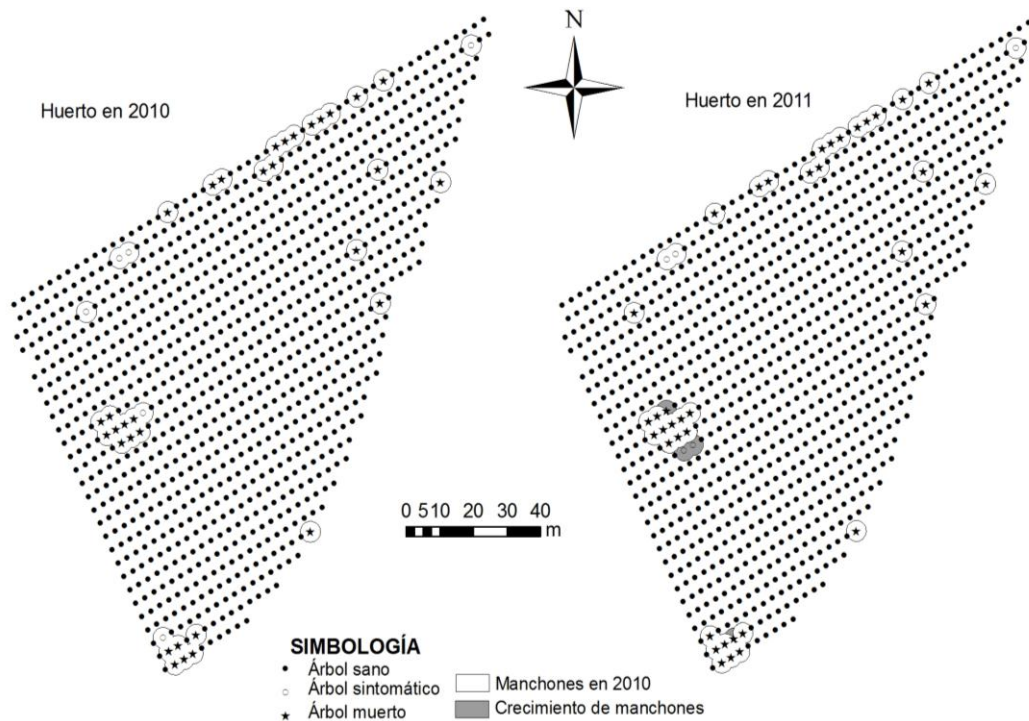 N
Huerto en 2010
Huerto en 2011
0 5 10 20 30 40
m
SIMBOLOGÍA
Árbol sano
Árbol sintomático
Árbol muerto
Manchones en 2010
Crecimiento de manchones